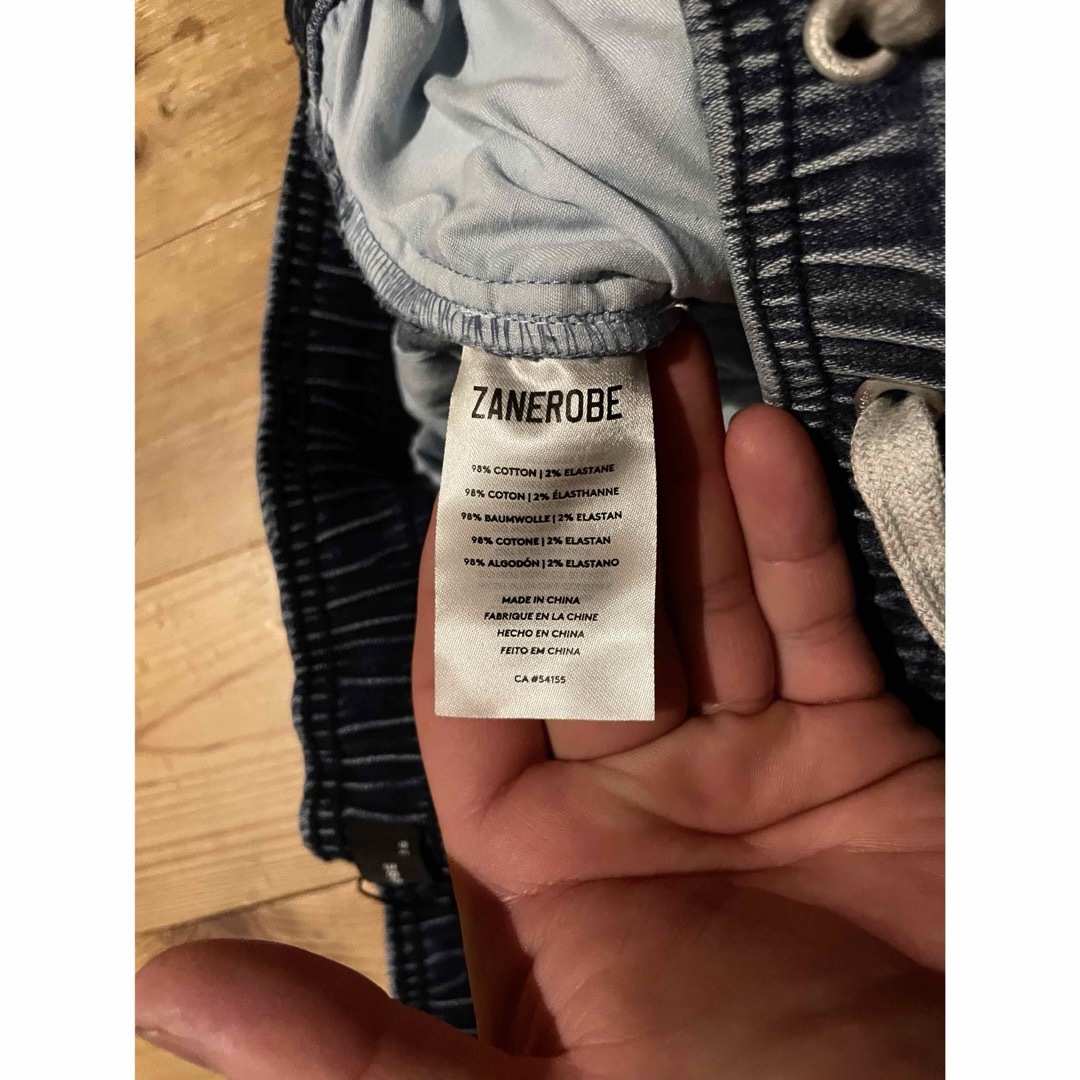 ZANEROBE
98% COTTON | 2% ELASTANE
98% COTON | 2% ÉLASTHANNE
98% BAUMWOLLE | 2% ELASTAN
98% COTONE | 2% ELASTAN
98% ALGODÓN | 2% ELASTANO
MADE IN CHINA
FABRIQUE EN LA CHINE
HECHO EN CHINA
FEITO EM CHINA
CA #54155